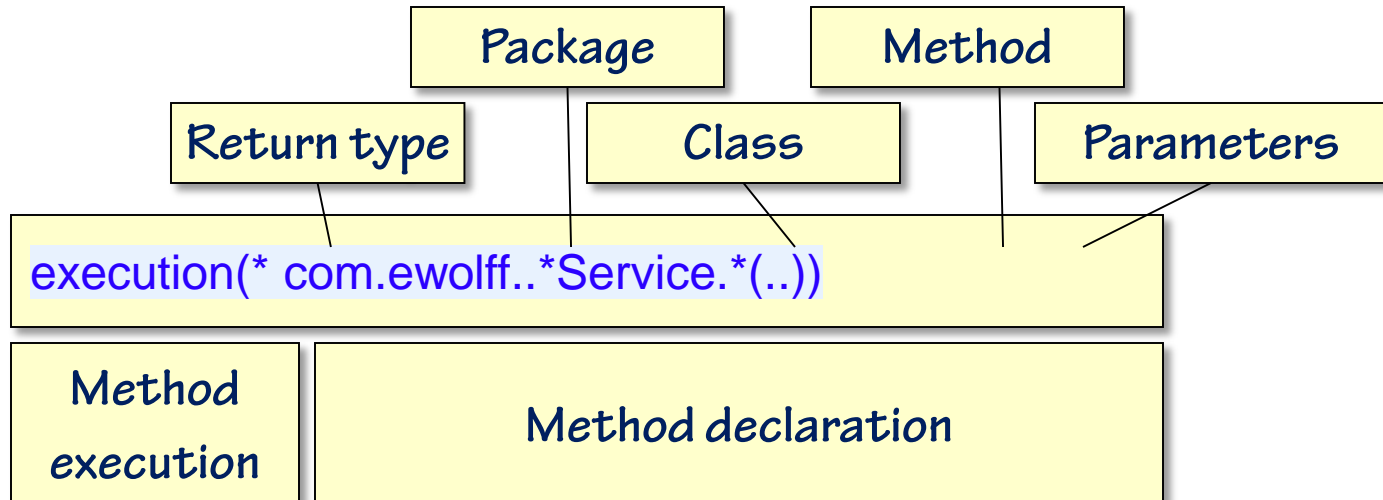 Package
Method
Return type
Class
Parameters
execution(* com.ewolff..*Service.*(..))
Method
execution
Method declaration